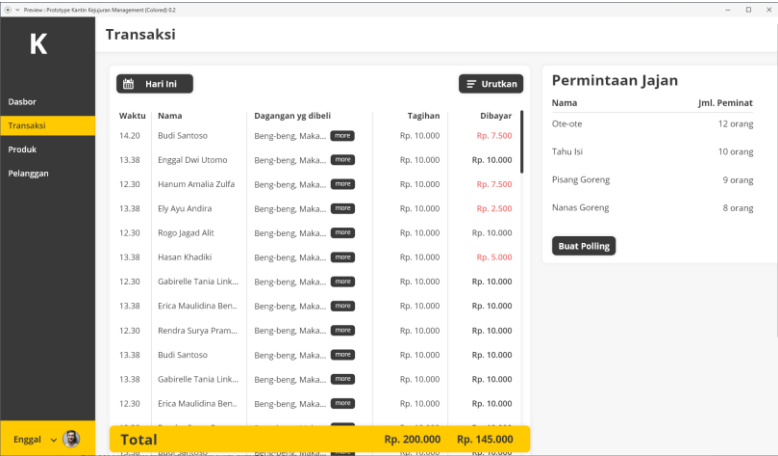 Preview : Prototype Kantin Kejujuran Management (Colored) 0.2
K
Transaksi
Dasbor
Transaksi
Produk
Pelanggan
Hari Ini
Urutkan
Waktu Nama Dagangan yg dibeli Tagihan Dibayar
14.20 Budi Santoso Beng-beng, Maka... more Rp. 10.000 Rp. 7.500
13.38 Enggal Dwi Utomo Beng-beng, Maka... more Rp. 10.000 Rp. 10.000
12.30 Hanum Amalia Zulfa Beng-beng, Maka... more Rp. 10.000 Rp. 7.500
13.38 Ely Ayu Andira Beng-beng, Maka... more Rp. 10.000 Rp. 2.500
12.30 Rogo Jagad Alit Beng-beng, Maka... more Rp. 10.000 Rp. 10.000
13.38 Hasan Khadiki Beng-beng, Maka... more Rp. 10.000 Rp. 5.000
12.30 Gabirelle Tania Link... Beng-beng, Maka... more Rp. 10.000 Rp. 10.000
13.38 Erica Maulidina Ben.. Beng-beng, Maka... more Rp. 10.000 Rp. 10.000
12.30 Rendra Surya Pram... Beng-beng, Maka... more Rp. 10.000 Rp. 10.000
13.38 Budi Santoso Beng-beng, Maka... more Rp. 10.000 Rp. 10.000
13.38 Gabirelle Tania Link... Beng-beng, Maka... more Rp. 10.000 Rp. 10.000
12.30 Erica Maulidina Ben.. Beng-beng, Maka... more Rp. 10.000 Rp. 10.000
Total Rp. 200.000 Rp. 145.000
Permintaan Jajan
Nama Jml. Peminat
Ote-ote 12 orang
Tahu Isi 10 orang
Pisang Goreng 9 orang
Nanas Goreng 8 orang
Buat Polling
Enggal